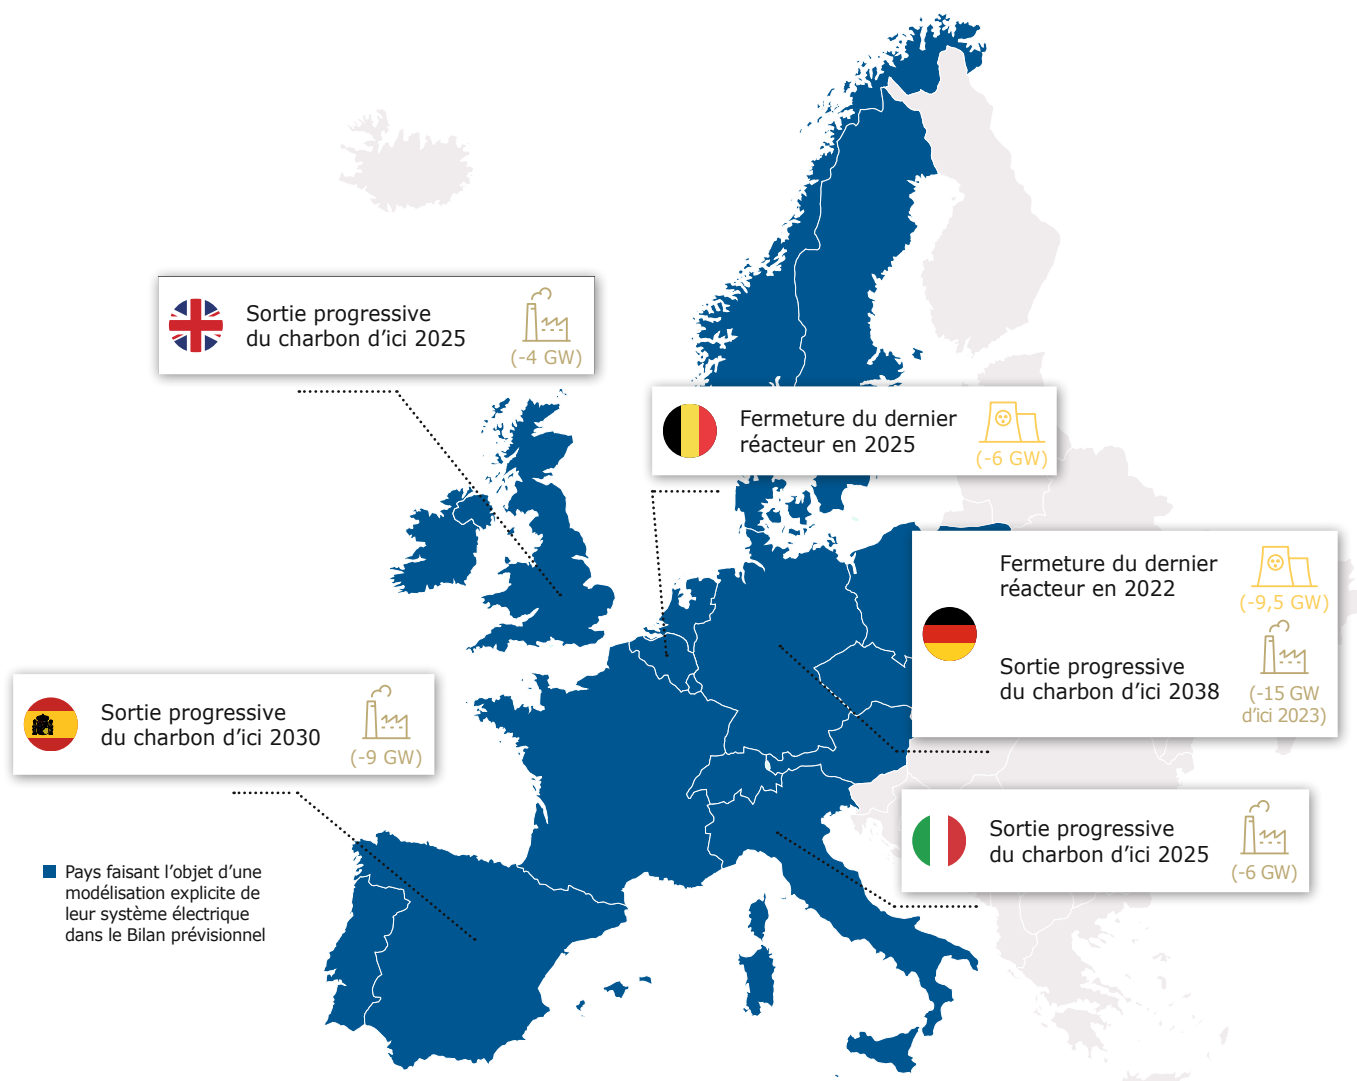 Sortie progressive
du charbon d'ici 2025
(-4 GW)
Fermeture du dernier
réacteur en 2025
(-6 GW)
Fermeture du dernier
réacteur en 2022
(-9,5 GW)
Sortie progressive
du charbon d'ici 2038
(-15 GW
d'ici 2023)
Sortie progressive
du charbon d'ici 2030
(-9 GW)
Sortie progressive
du charbon d'ici 2025
(-6 GW)
Pays faisant l'objet d'une
modélisation explicite de
leur système électrique
dans le Bilan prévisionnel